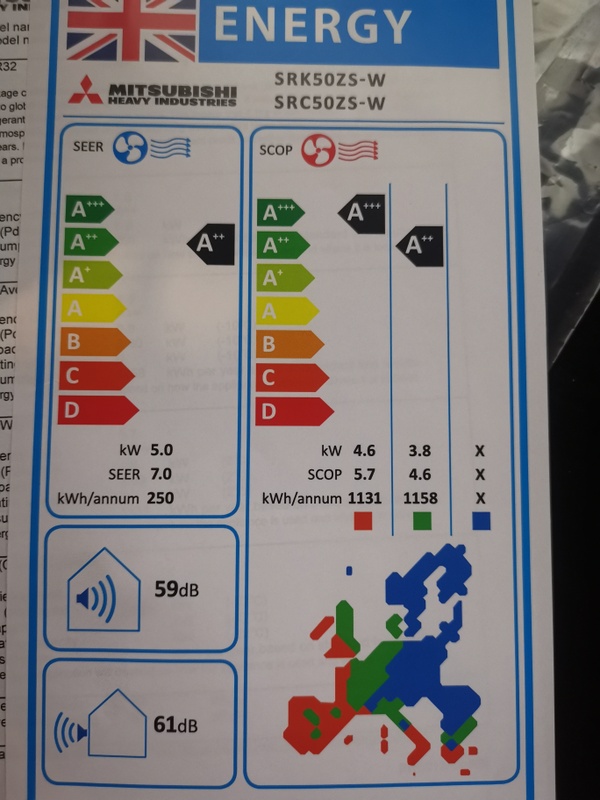 ENERGY
MITSUBISHI
HEAVY INDUSTRIES
SRK50ZS-W
SRC50ZS-W
SEER
A+++
A++
A+
A
B
C
D
A++
kW 5.0
SEER 7.0
kWh/annum 250
SCOP
A+++
A++
A+
A
B
C
D
A+++
A++
kW 4.6 3.8 X
SCOP 5.7 4.6 X
kWh/annum 1131 1158 X
59dB
61dB